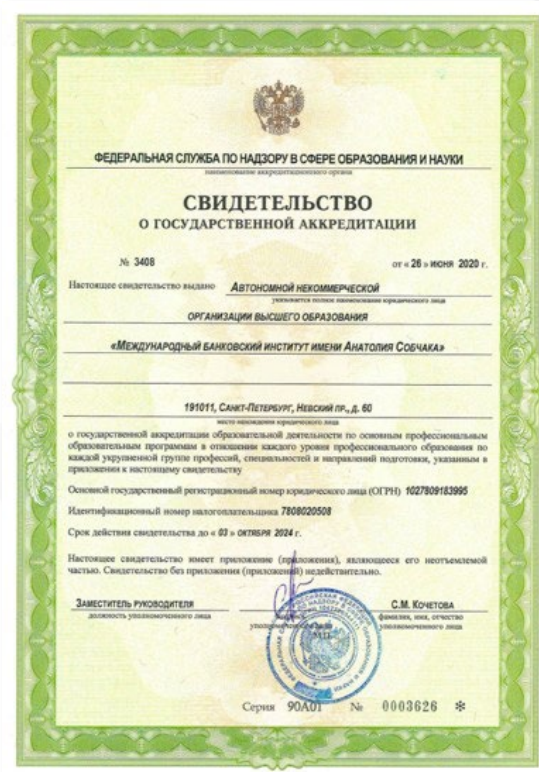 ФЕДЕРАЛЬНАЯ СЛУЖБА ПО НАДЗОРУ В СФЕРЕ ОБРАЗОВАНИЯ И НАУКИ
наименование аккредитационного органа
СВИДЕТЕЛЬСТВО
О ГОСУДАРСТВЕННОЙ АККРЕДИТАЦИИ
№ 3408 от « 26 » июня 2020 г.
Настоящее свидетельство выдано Автономной некоммерческой
указывается полное наименование юридического лица
организации высшего образования
«Международный банковский институт имени Анатолия Собчака»
191011, Санкт-Петербург, Невский пр., д. 60
место нахождения юридического лица
о государственной аккредитации образовательной деятельности по основным профессиональным
образовательным программам в отношении каждого уровня профессионального образования по
каждой укрупненной группе профессий, специальностей и направлений подготовки, указанным в
приложении к настоящему свидетельству
Основной государственный регистрационный номер юридического лица (ОГРН) 1027809183995
Идентификационный номер налогоплательщика 7808020508
Срок действия свидетельства до « 03 » октября 2024 г.
Настоящее свидетельство имеет приложение (приложения), являющееся его неотъемлемой
частью. Свидетельство без приложения (приложений) недействительно.
Заместитель руководителя С.М. Кочетова
должность уполномоченного лица фамилия, имя, отчество
уполномоченного лица
М.П.
Серия 90А01 № 0003626 *